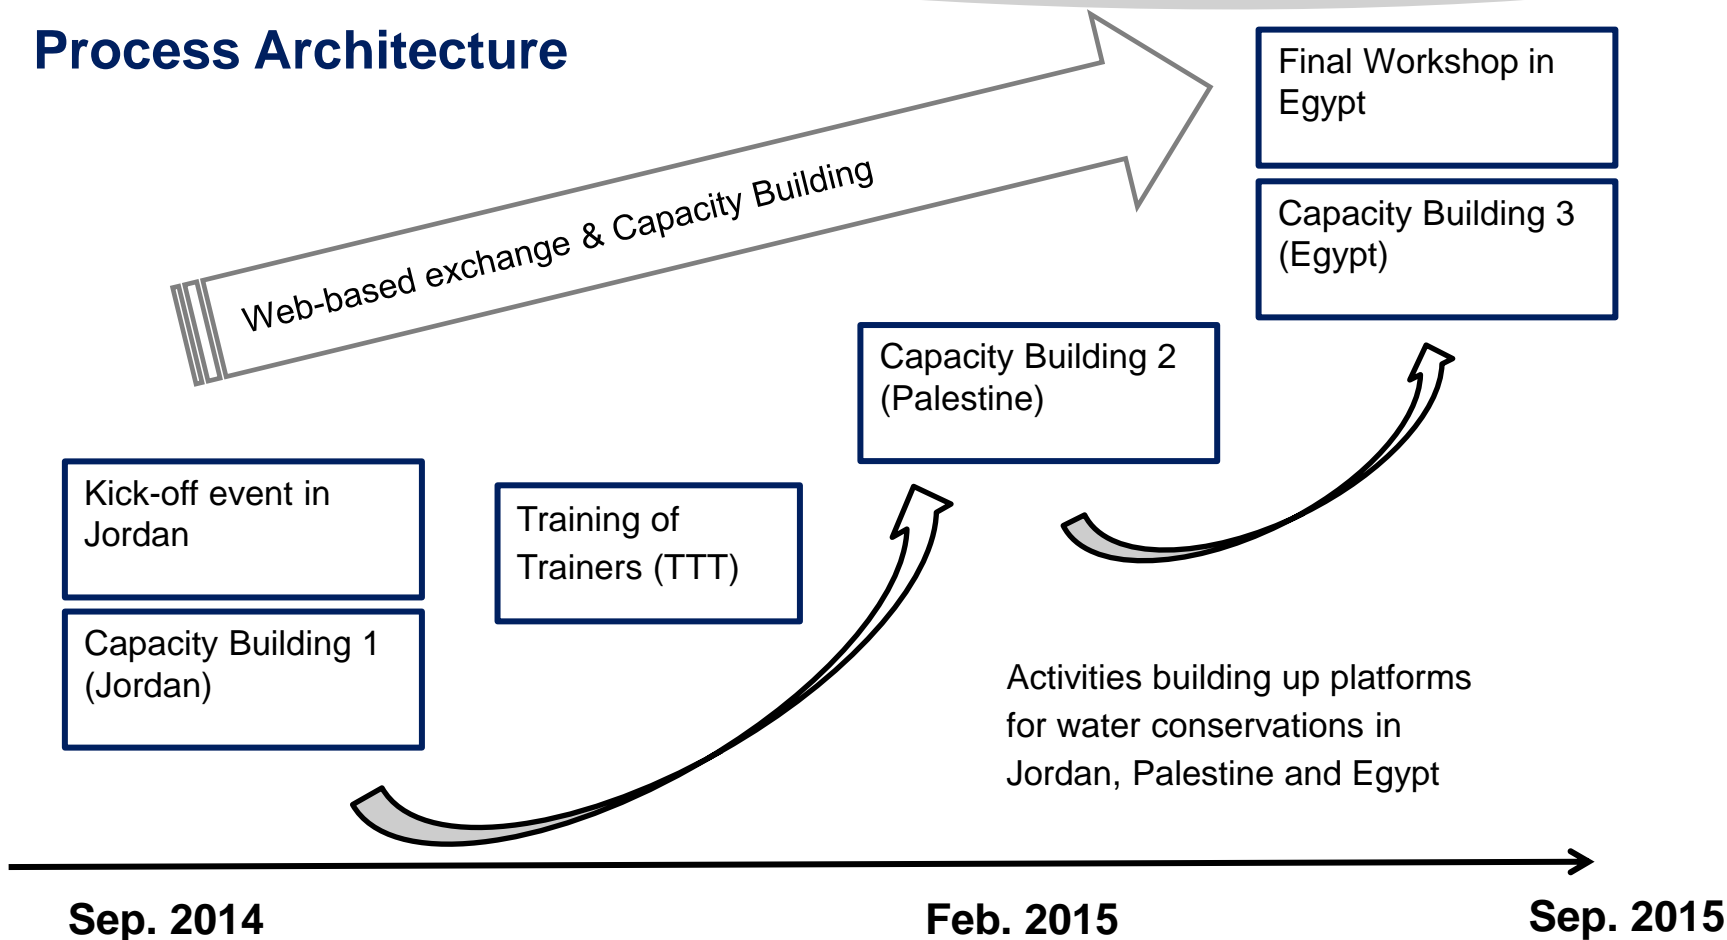 Process Architecture
Final Workshop in
Egypt
Web-based exchange & Capacity Building
Capacity Building 3
(Egypt)
Capacity Building 2
(Palestine)
Kick-off event in
Jordan
Training of
Trainers (TTT)
Capacity Building 1
(Jordan)
Activities building up platforms
for water conservations in
Jordan, Palestine and Egypt
Sep. 2014
Feb. 2015
Sep. 2015